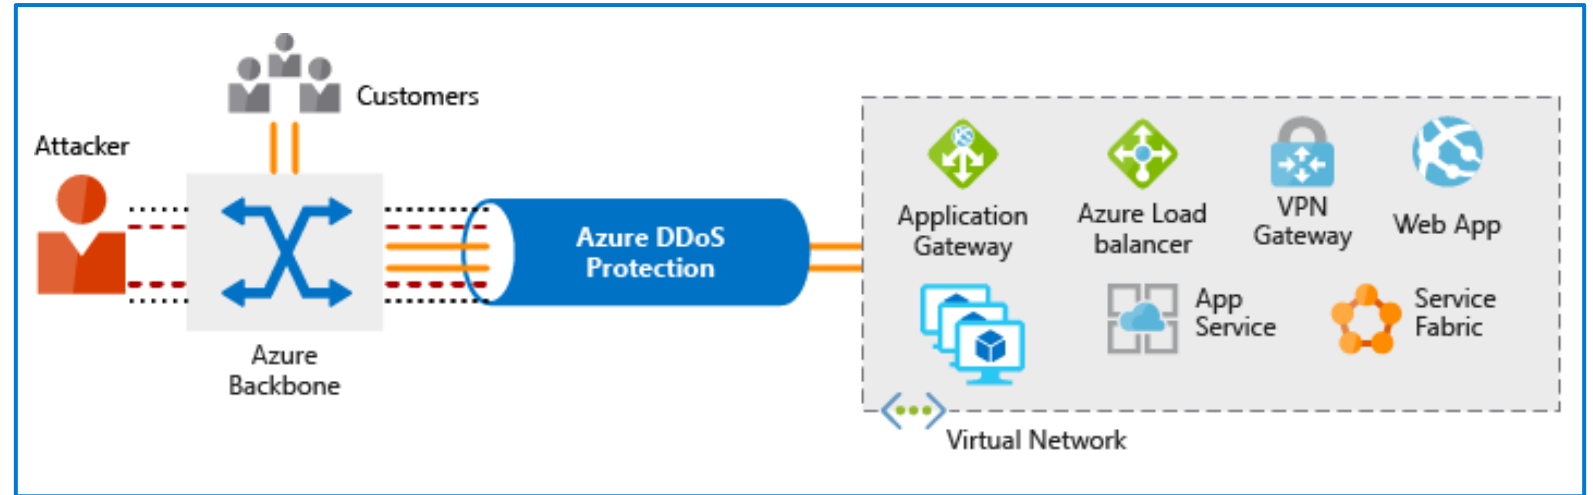 Customers
Attacker
Azure
Backbone
Azure DDoS
Protection
Application
Gateway
Azure Load
balancer
VPN
Gateway
Web App
App
Service
Service
Fabric
Virtual Network